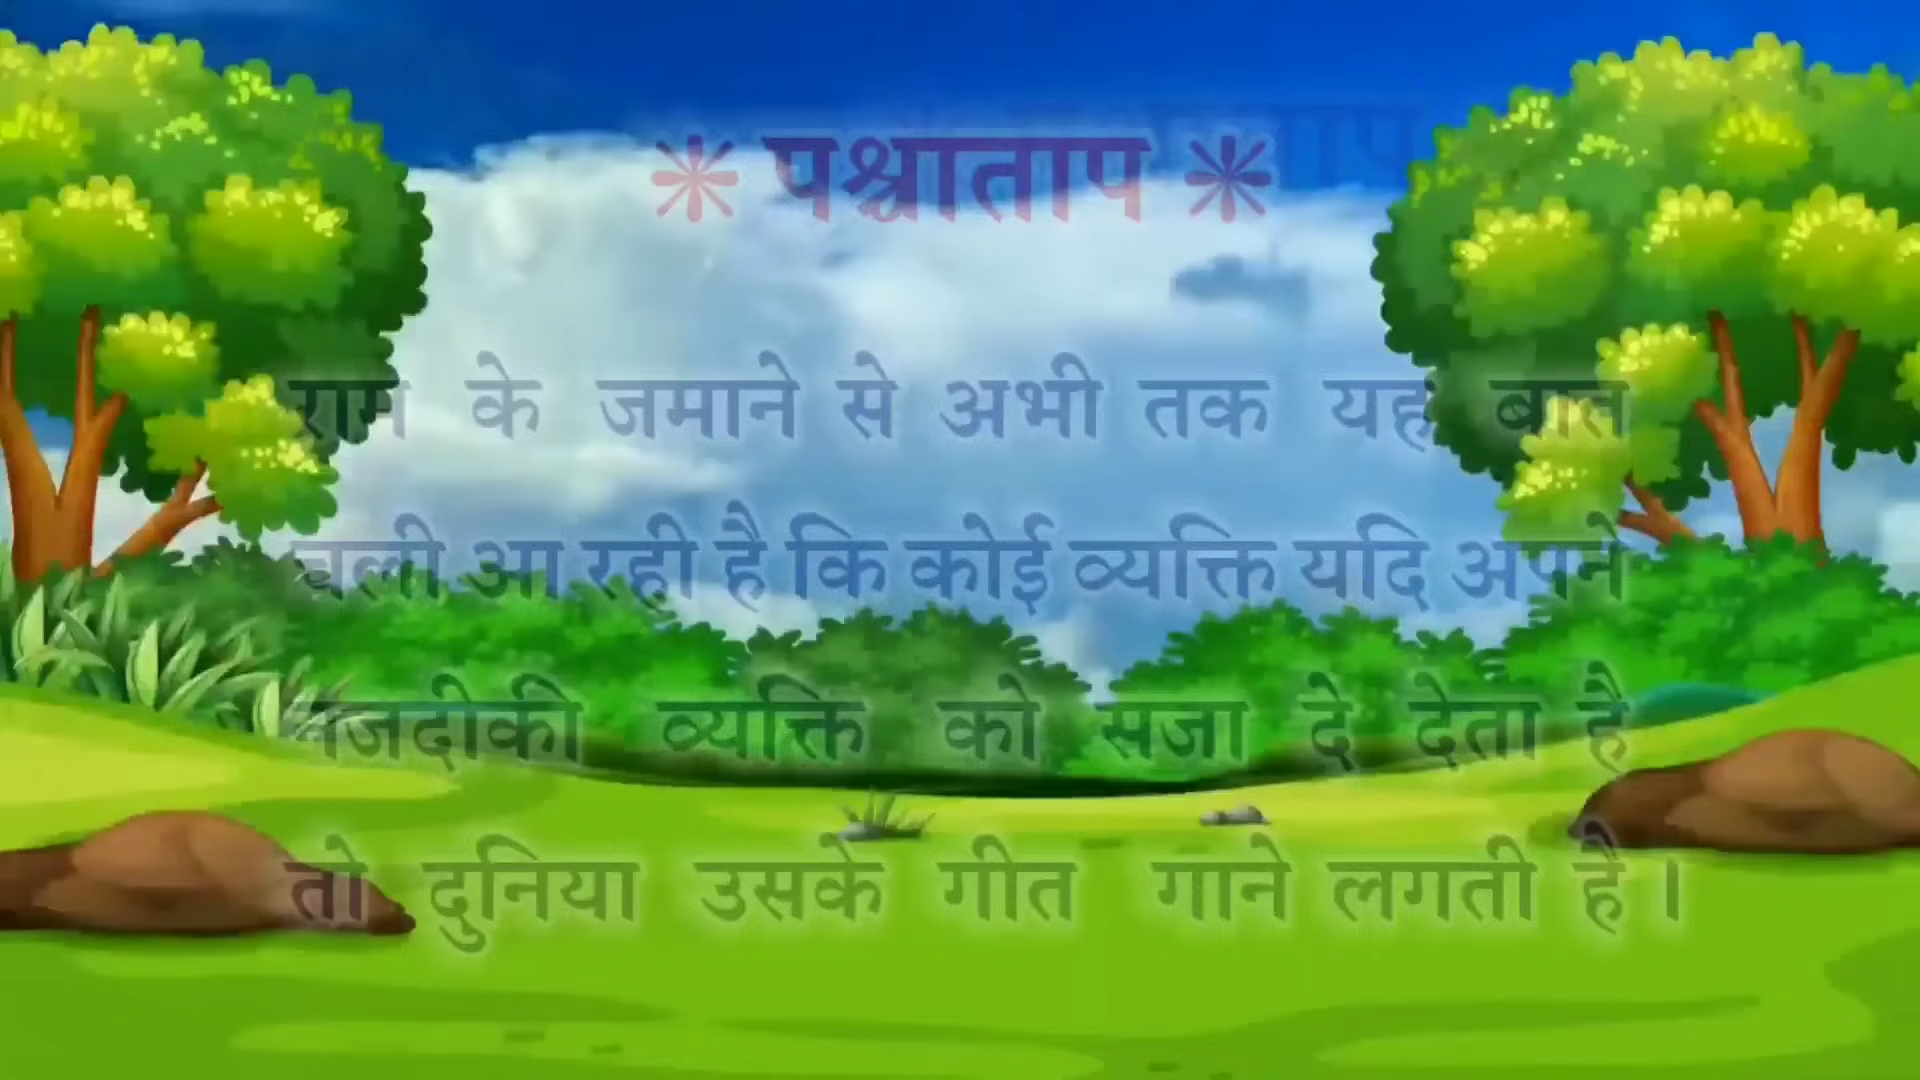 * पश्चाताप *
राम के जमाने से अभी तक यह बात
चली आ रही है कि कोई व्यक्ति यदि अपने
नजदीकी व्यक्ति को सजा दे देता है
तो दुनिया उसके गीत गाने लगती है ।